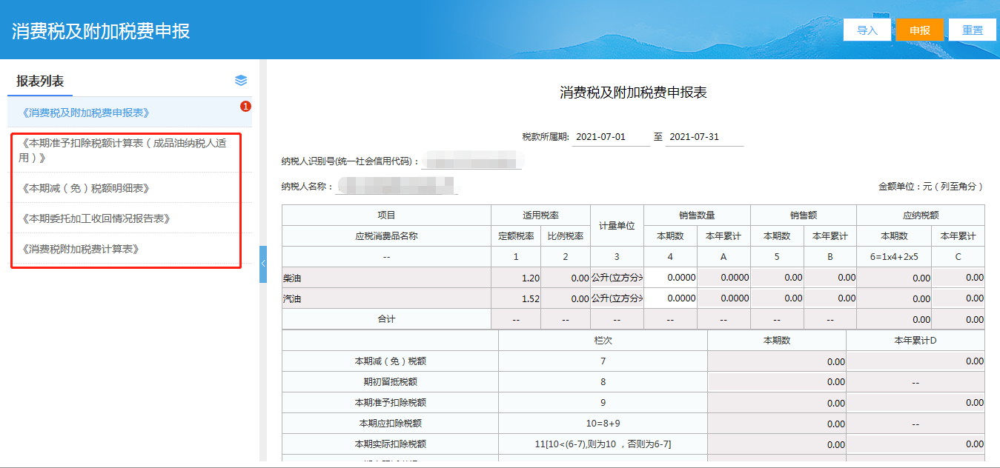 消费税及附加税费申报
导入 申报 重置
报表列表
《消费税及附加税费申报表》 1
《本期准予扣除税额计算表（成品油纳税人适
用）》
《本期减（免）税额明细表》
《本期委托加工收回情况报告表》
《消费税附加税费计算表》
消费税及附加税费申报表
税款所属期: 2021-07-01 至 2021-07-31
纳税人识别号(统一社会信用代码)：
纳税人名称：
金额单位：元（列至角分）
项目 适用税率 计量单位 销售数量 销售额 应纳税额
应税消费品名称 定额税率 比例税率 本期数 本年累计 本期数 本年累计 本期数 本年累计
-- 1 2 3 4 A 5 B 6=1x4+2x5 C
柴油 1.20 0.00 公升(立方分 0.0000 0.0000 0.00 0.00 0.00 0.00
汽油 1.52 0.00 公升(立方分 0.0000 0.0000 0.00 0.00 0.00 0.00
合计 -- -- -- -- -- -- -- 0.00 0.00
栏次 本期数 本年累计D
本期减（免）税额 7 0.00 0.00
期初留抵税额 8 0.00 --
本期准予扣除税额 9 0.00 0.00
本期应扣除税额 10=8+9 0.00 --
本期实际扣除税额 11[10<(6-7),则为10 ，否则为6-7] 0.00 0.00